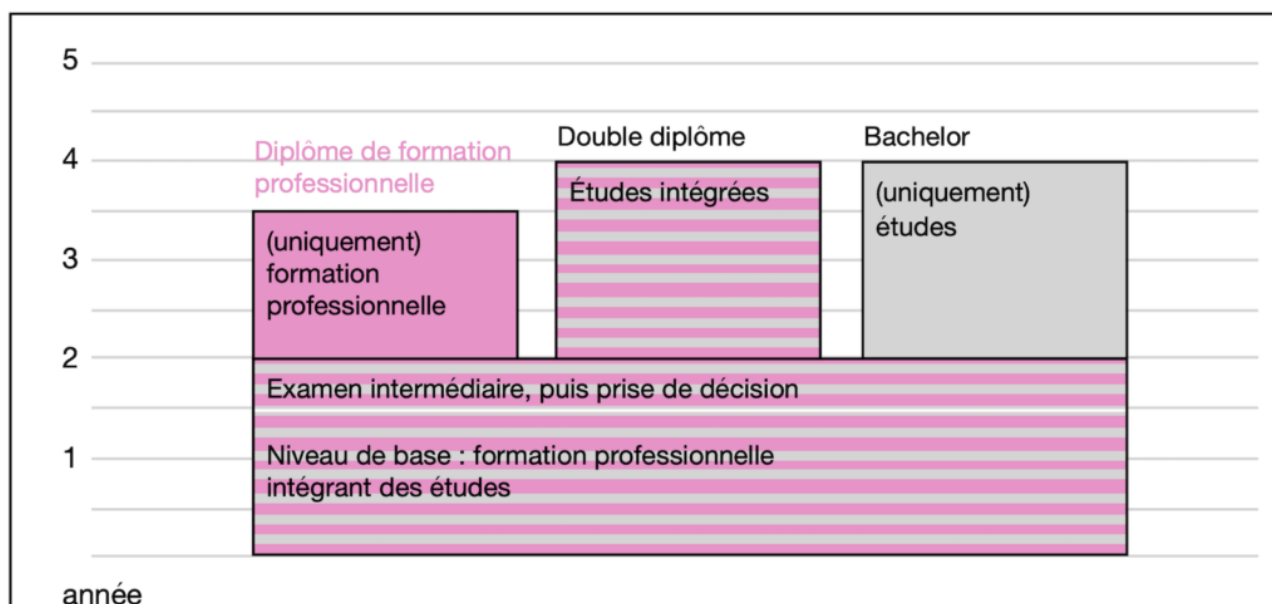 5
Diplôme de formation
professionnelle
Double diplôme
Bachelor
4
(uniquement)
formation
professionnelle
Études intégrées
(uniquement)
études
3
2
Examen intermédiaire, puis prise de décision
1
Niveau de base : formation professionnelle
intégrant des études
année